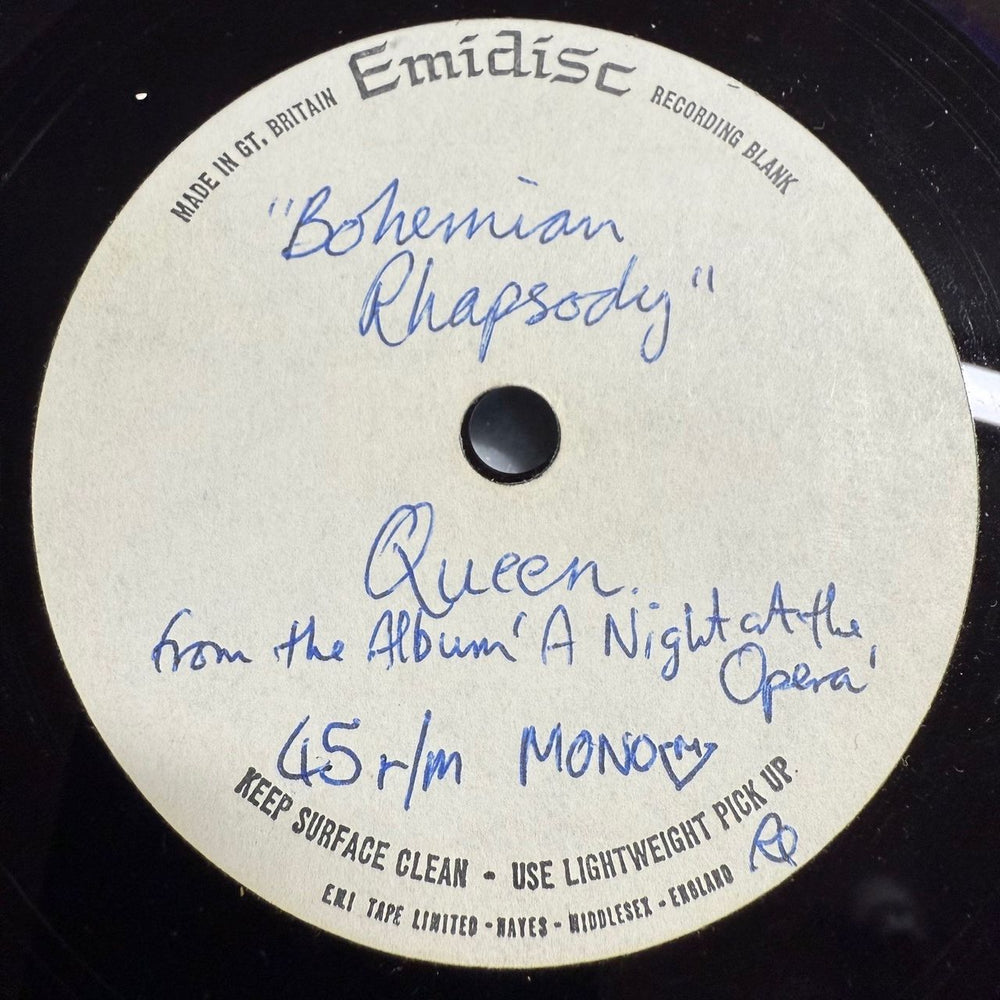 Emidisc
MADE IN GT. BRITAIN
RECORDING BLANK
"Bohemian
Rhapsody"
Queen.
from the Album 'A Night at the
Opera'
45 r/m MONO
KEEP SURFACE CLEAN - USE LIGHTWEIGHT PICK UP
EMI TAPE LIMITED - HAYES - MIDDLESEX - ENGLAND